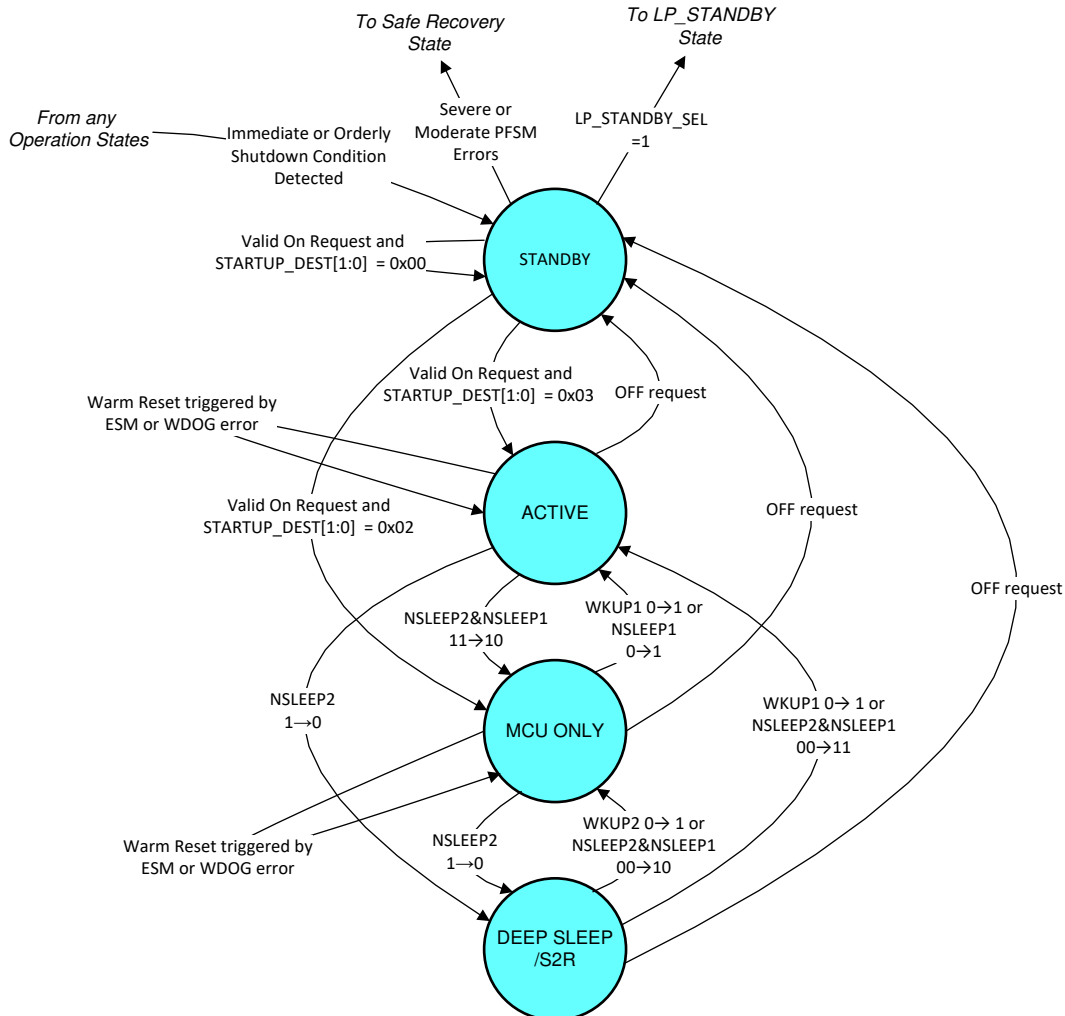 To Safe Recovery
State
To LP_STANDBY
State
From any
Operation States
Immediate or Orderly
Shutdown Condition
Detected
Severe or
Moderate PFSM
Errors
LP_STANDBY_SEL
=1
Valid On Request and
STARTUP_DEST[1:0] = 0x00
STANDBY
Valid On Request and
STARTUP_DEST[1:0] = 0x03
OFF request
Warm Reset triggered by
ESM or WDOG error
Valid On Request and
STARTUP_DEST[1:0] = 0x02
ACTIVE
OFF request
OFF request
NSLEEP2&NSLEEP1
11→10
WKUP1 0→1 or
NSLEEP1
0→1
NSLEEP2
1→0
MCU ONLY
WKUP1 0→ 1 or
NSLEEP2&NSLEEP1
00→11
Warm Reset triggered by
ESM or WDOG error
NSLEEP2
1→0
WKUP2 0→ 1 or
NSLEEP2&NSLEEP1
00→10
DEEP SLEEP
/S2R